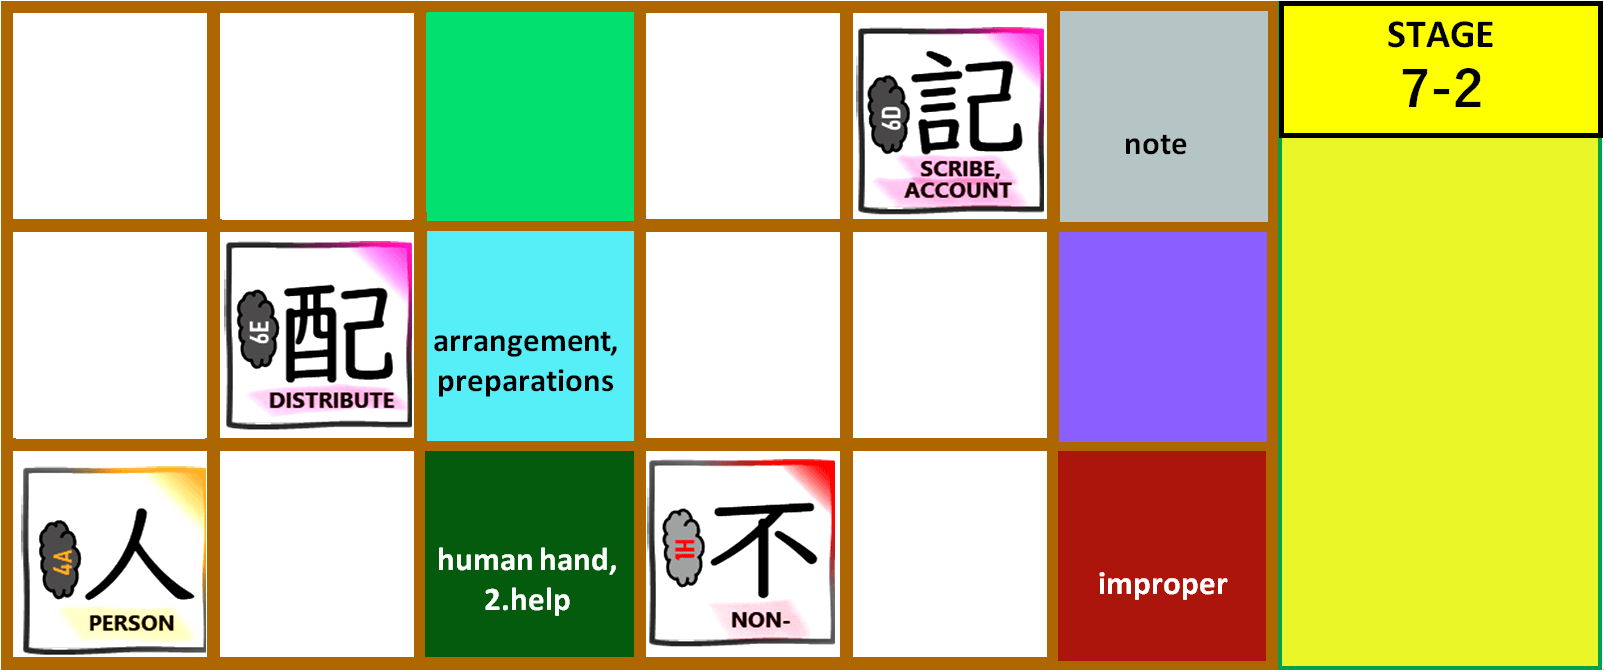 6D
記
SCRIBE,
ACCOUNT
note
STAGE
7-2
6E
配
DISTRIBUTE
arrangement,
preparations
4A
人
PERSON
human hand,
2.help
1H
不
NON-
improper